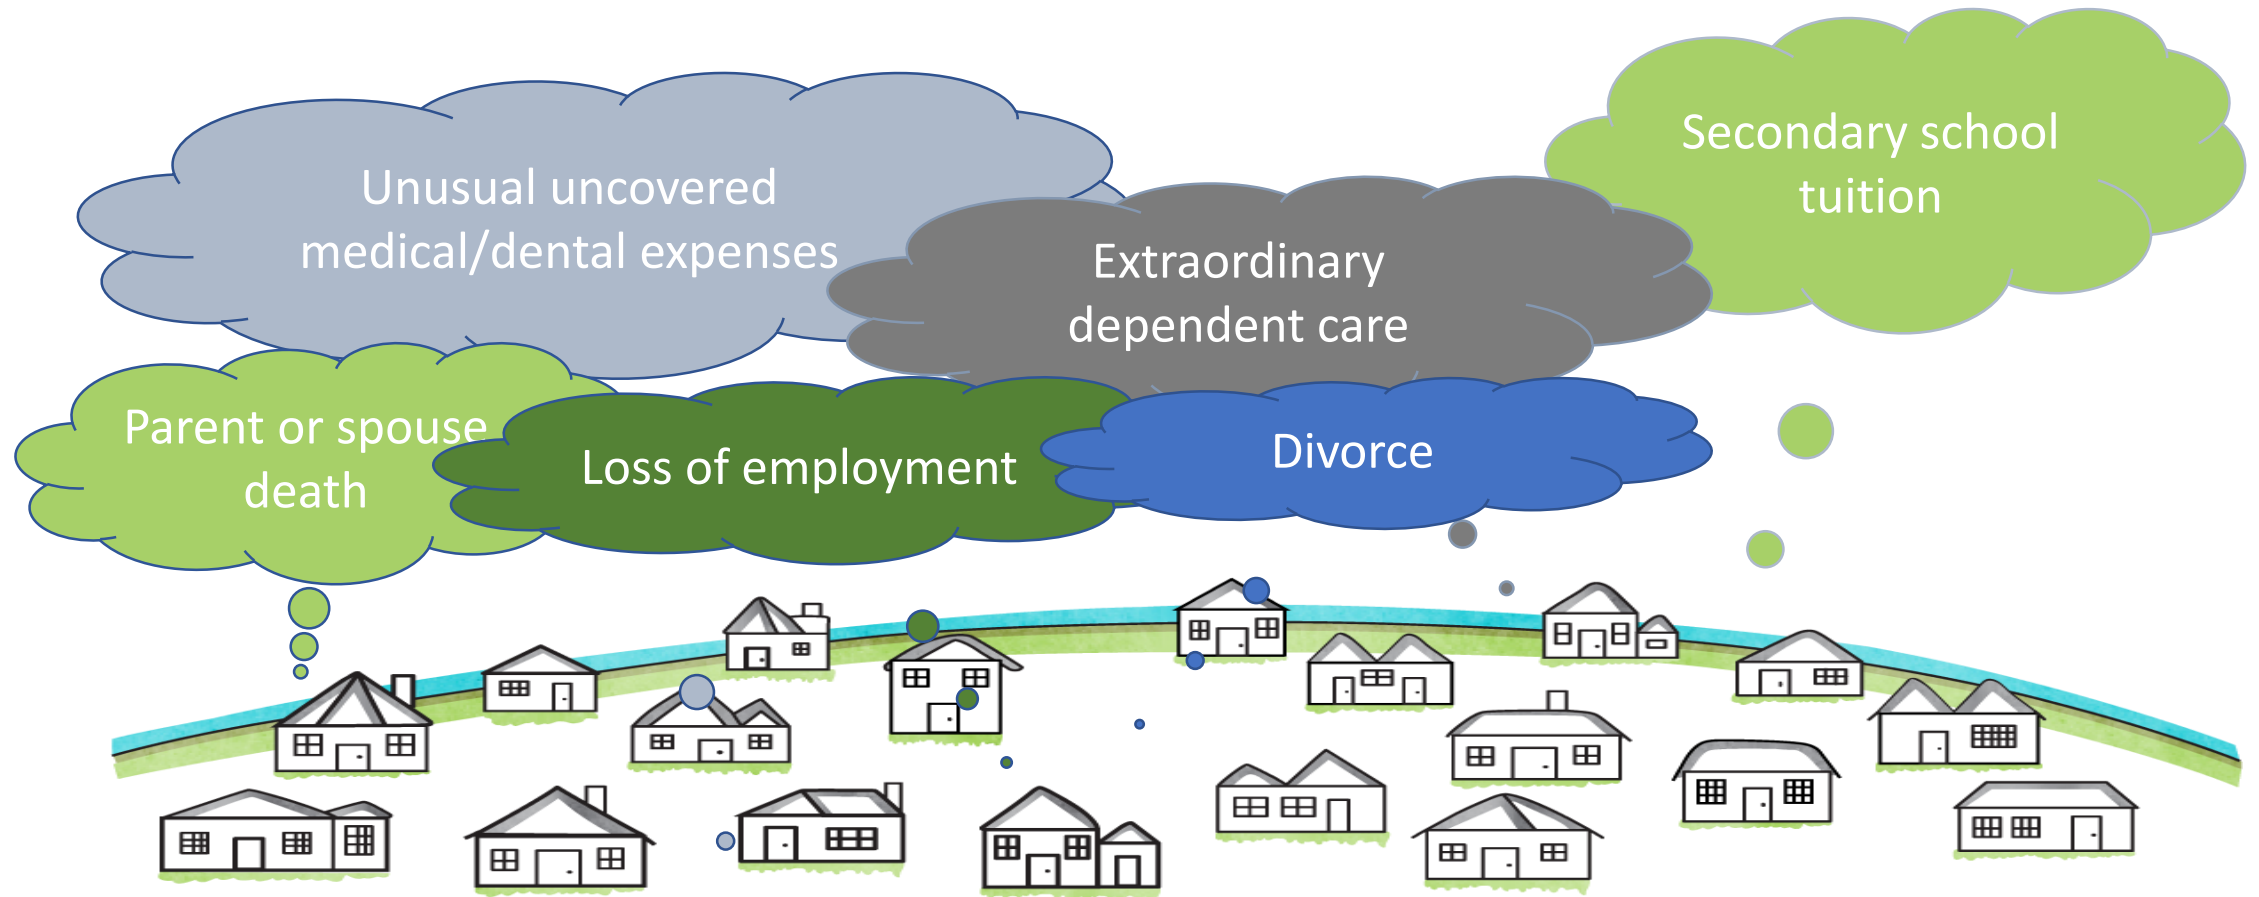 Unusual uncovered
medical/dental expenses
Extraordinary
dependent care
Secondary school
tuition
Parent or spouse
death
Loss of employment
Divorce